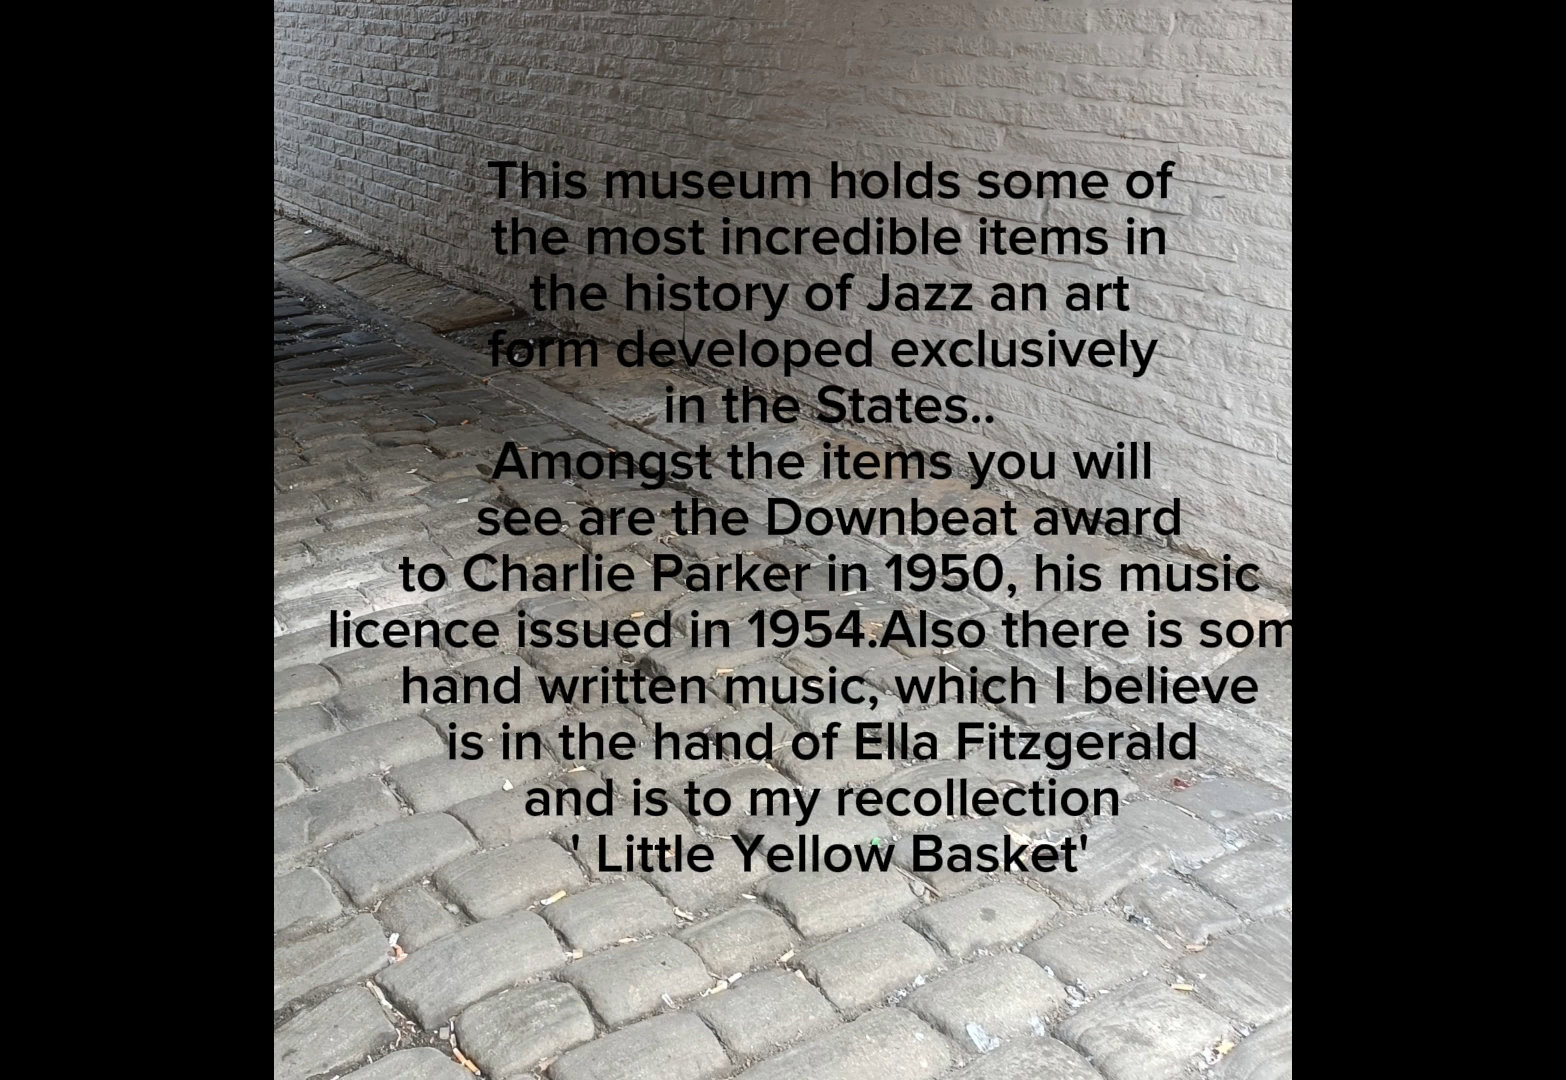 This museum holds some of
the most incredible items in
the history of Jazz an art
form developed exclusively
in the States..
Amongst the items you will
see are the Downbeat award
to Charlie Parker in 1950, his music
licence issued in 1954.Also there is som
hand written music, which I believe
is in the hand of Ella Fitzgerald
and is to my recollection
' Little Yellow Basket'